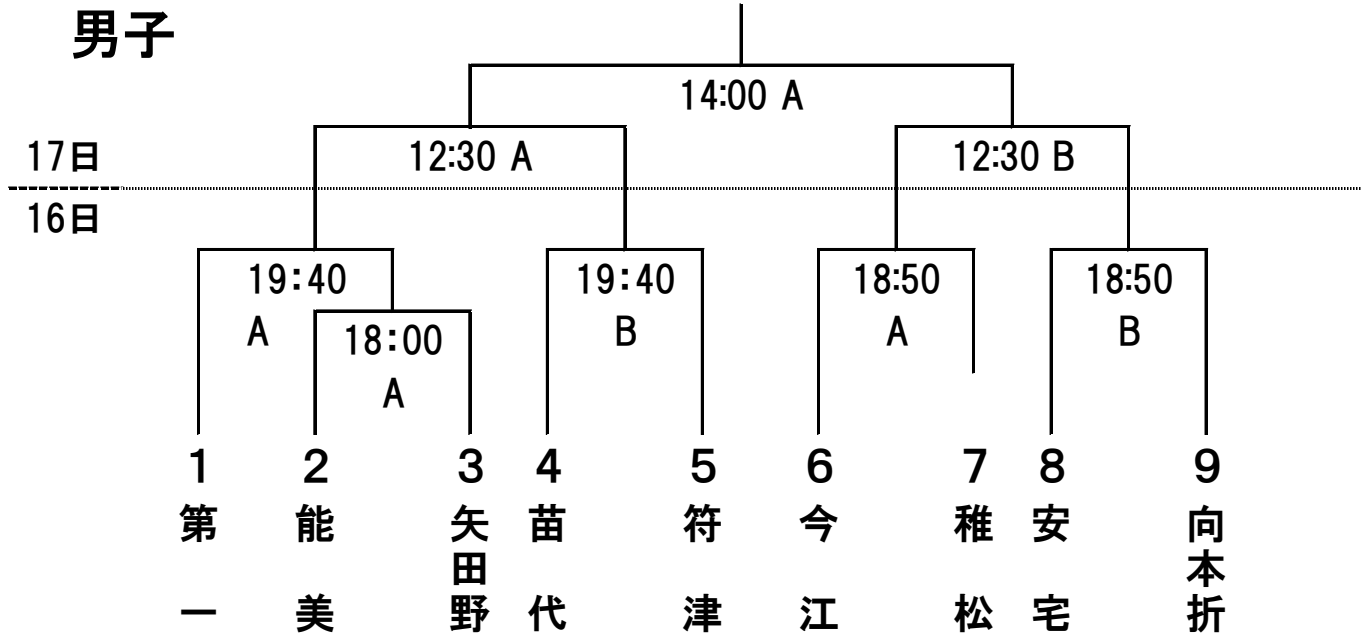 男子
14:00 A
17日
12:30 A
12:30 B
16日
19:40
A
18:00
A
19:40
B
18:50
A
18:50
B
1 2 3 4 5 6 7 8 9
第一
能美
矢田野
苗代
符津
今江
稚松
安宅
向本折